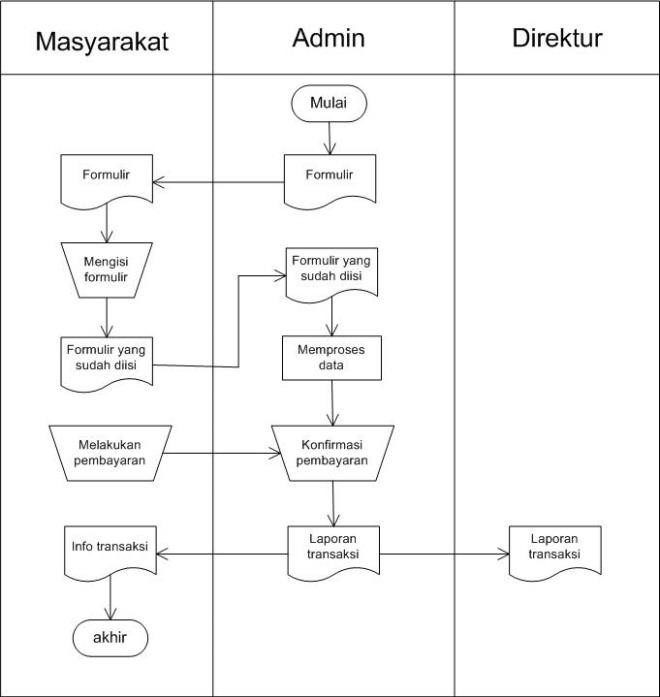 Masyarakat
Admin
Direktur
Mulai
Formulir
Formulir
Mengisi
formulir
Formulir yang
sudah diisi
Formulir yang
sudah diisi
Memproses
data
Melakukan
pembayaran
Konfirmasi
pembayaran
Info transaksi
Laporan
transaksi
Laporan
transaksi
akhir